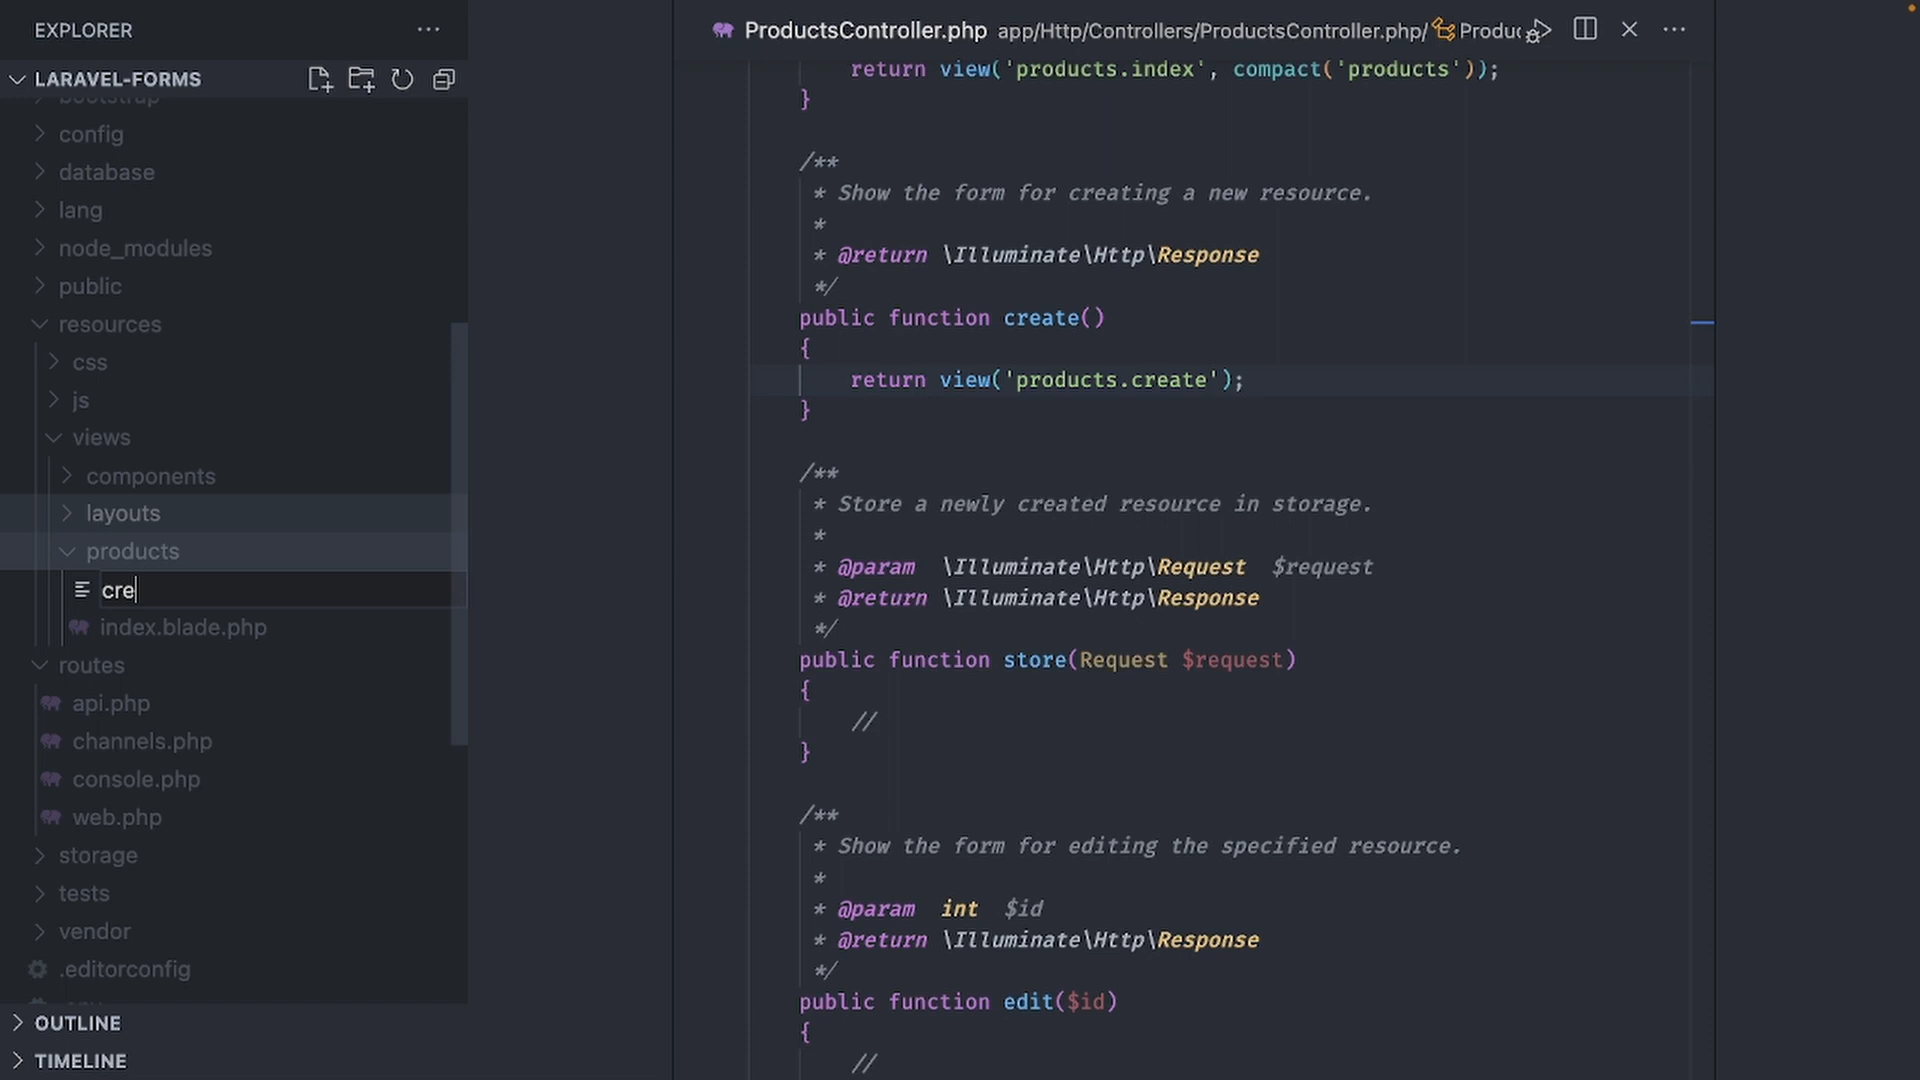 EXPLORER
LARAVEL-FORMS
bootstrap
config
database
lang
node_modules
public
resources
css
js
views
components
layouts
products
cre
index.blade.php
routes
api.php
channels.php
console.php
web.php
storage
tests
vendor
.editorconfig
OUTLINE
TIMELINE
ProductsController.php app/Http/Controllers/ProductsController.php/ Produc
return view('products.index', compact('products'));
}
/**
* Show the form for creating a new resource.
*
* @return \Illuminate\Http\Response
*/
public function create()
{
return view('products.create');
}
/**
* Store a newly created resource in storage.
*
* @param \Illuminate\Http\Request $request
* @return \Illuminate\Http\Response
*/
public function store(Request $request)
{
//
}
/**
* Show the form for editing the specified resource.
*
* @param int $id
* @return \Illuminate\Http\Response
*/
public function edit($id)
{
//